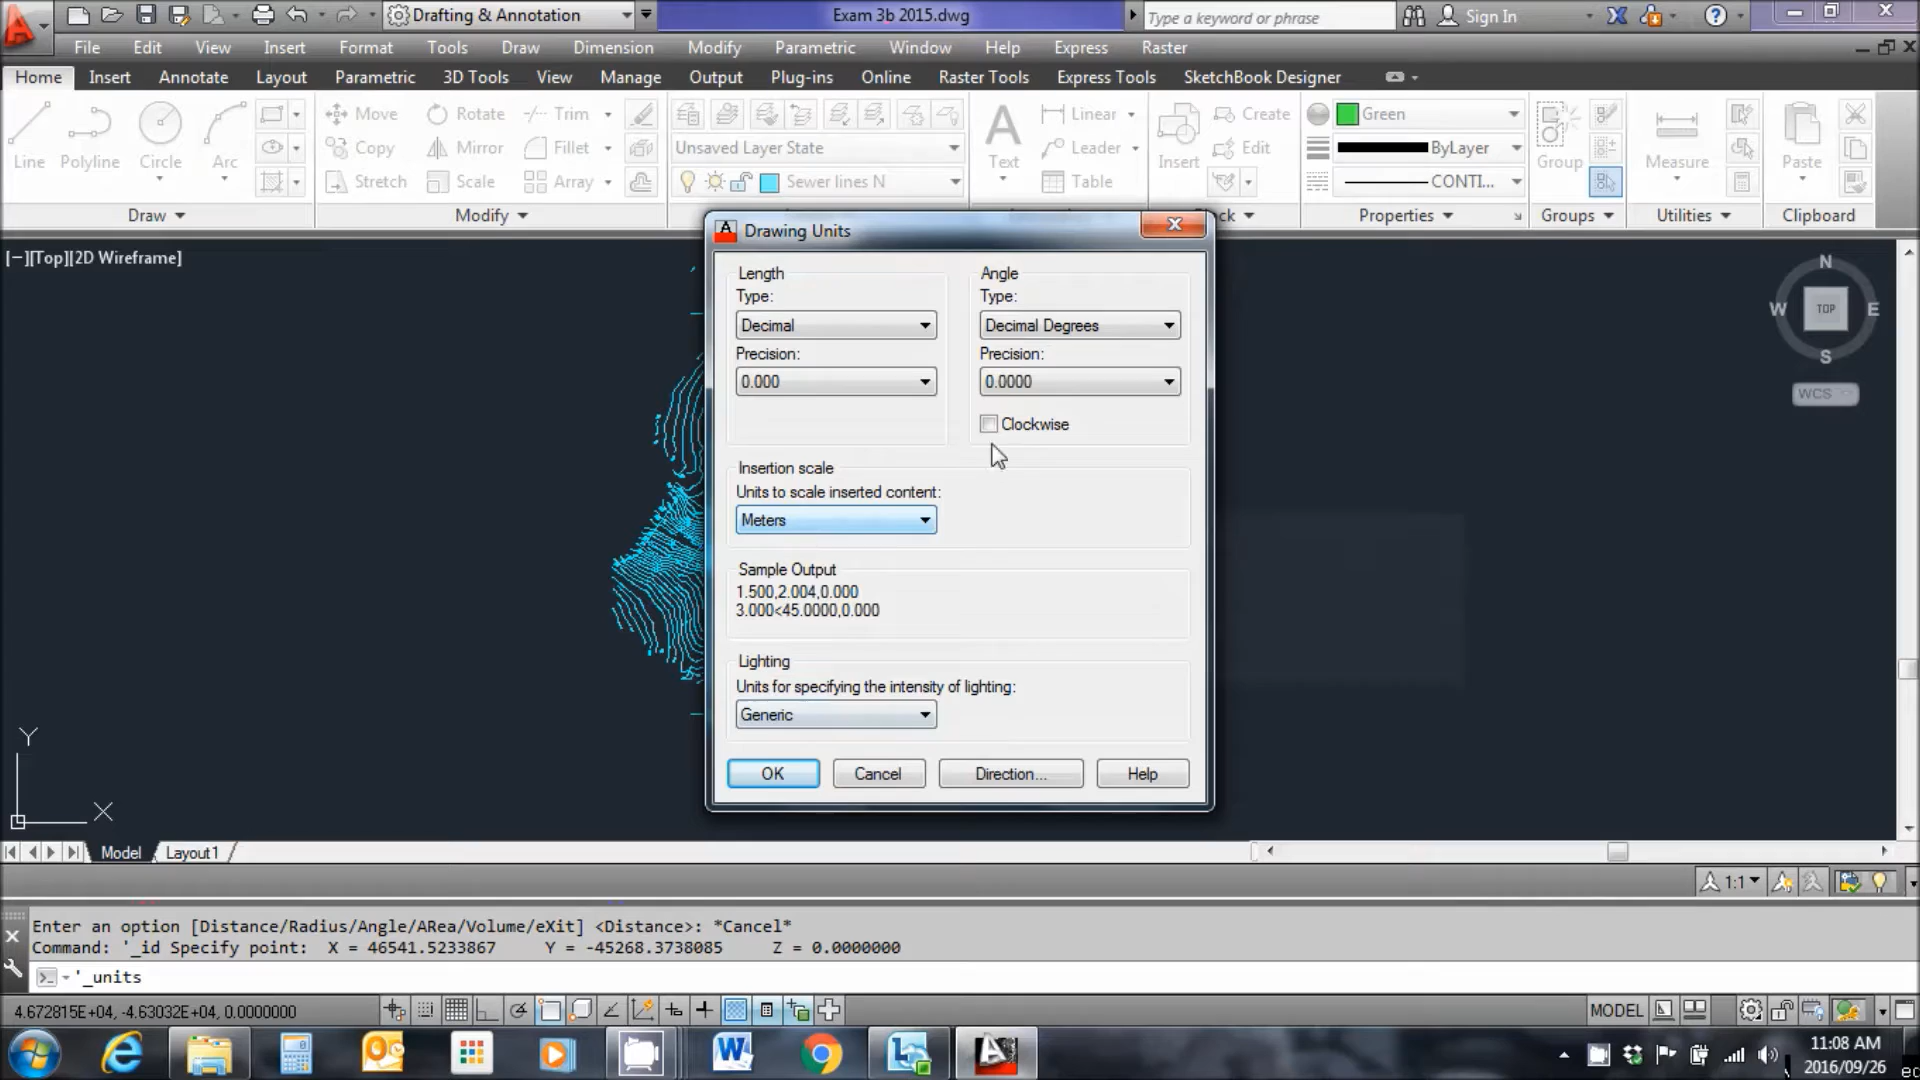 Drafting & Annotation
Exam 3b 2015.dwg
Type a keyword or phrase
Sign In
File Edit View Insert Format Tools Draw Dimension Modify Parametric Window Help Express Raster
Home Insert Annotate Layout Parametric 3D Tools View Manage Output Plug-ins Online Raster Tools Express Tools SketchBook Designer
Move Rotate Trim Linear Create Green
Copy Mirror Fillet Unsaved Layer State Leader Edit ByLayer
Line Polyline Circle Arc Text Insert Group Measure Paste
Stretch Scale Array Sewer lines N Table CONTI...
Draw Modify Properties Groups Utilities Clipboard
[−][Top][2D Wireframe]
Drawing Units
Length
Type:
Decimal
Precision:
0.000
Angle
Type:
Decimal Degrees
Precision:
0.0000
Clockwise
Insertion scale
Units to scale inserted content:
Meters
Sample Output
1.500,2.004,0.000
3.000<45.0000,0.000
Lighting
Units for specifying the intensity of lighting:
Generic
OK Cancel Direction... Help
N
W TOP E
S
WCS
Y
X
Model Layout1
1:1
Enter an option [Distance/Radius/Angle/ARea/Volume/eXit] <Distance>: *Cancel*
Command: '_id Specify point: X = 46541.5233867 Y = -45268.3738085 Z = 0.0000000
'_units
4.672815E+04, -4.63032E+04, 0.0000000
MODEL
11:08 AM
2016/09/26